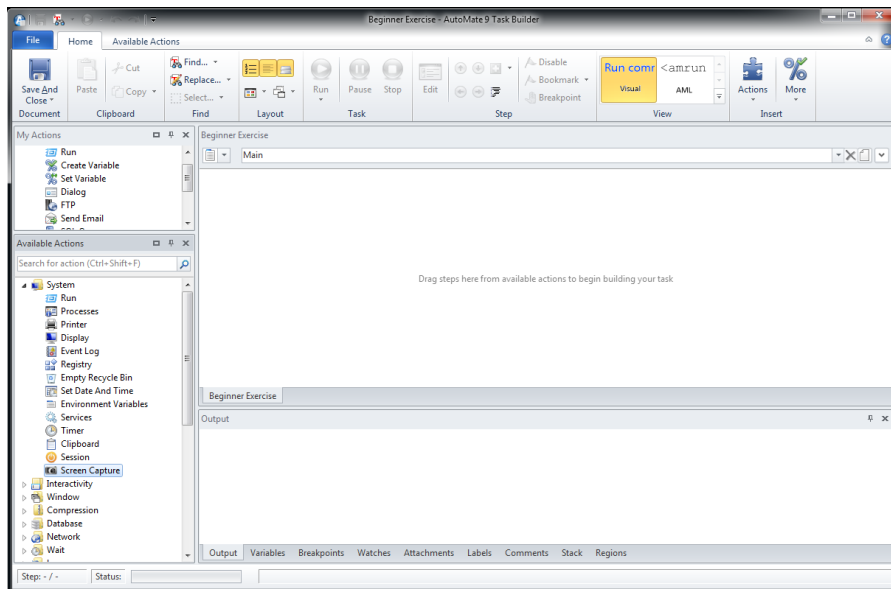 Beginner Exercise - AutoMate 9 Task Builder
File Home Available Actions
Save And Close
Paste
Cut
Copy
Find...
Replace...
Select...
Run
Pause
Stop
Edit
Disable
Bookmark
Breakpoint
Run comr
Visual
<amrun
AML
Actions
More
Document Clipboard Find Layout Task Step View Insert
My Actions
Run
Create Variable
Set Variable
Dialog
FTP
Send Email
Available Actions
Search for action (Ctrl+Shift+F)
System
Run
Processes
Printer
Display
Event Log
Registry
Empty Recycle Bin
Set Date And Time
Environment Variables
Services
Timer
Clipboard
Session
Screen Capture
Interactivity
Window
Compression
Database
Network
Wait
Beginner Exercise
Main
Drag steps here from available actions to begin building your task
Beginner Exercise
Output
Output Variables Breakpoints Watches Attachments Labels Comments Stack Regions
Step: - / - Status: